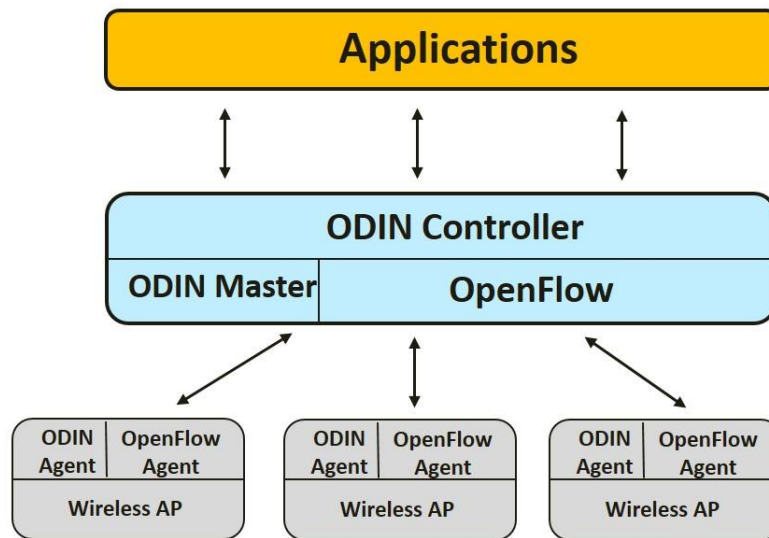 Applications
ODIN Controller
ODIN Master
OpenFlow
ODIN
Agent
OpenFlow
Agent
Wireless AP
ODIN
Agent
OpenFlow
Agent
Wireless AP
ODIN
Agent
OpenFlow
Agent
Wireless AP